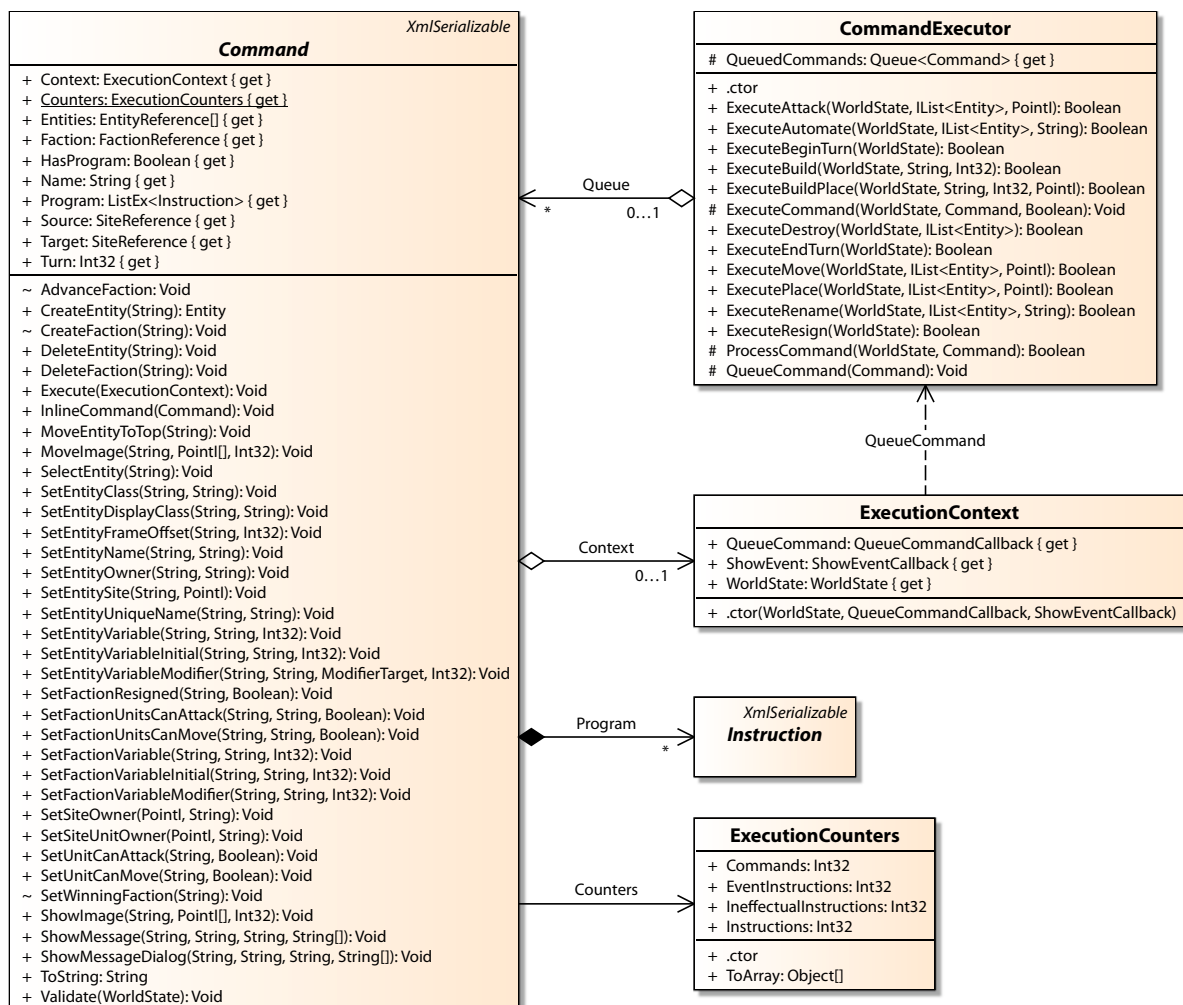 XmlSerializable
Command
+ Context: ExecutionContext { get }
+ Counters: ExecutionCounters { get }
+ Entities: EntityReference[] { get }
+ Faction: FactionReference { get }
+ HasProgram: Boolean { get }
+ Name: String { get }
+ Program: ListEx<Instruction> { get }
+ Source: SiteReference { get }
+ Target: SiteReference { get }
+ Turn: Int32 { get }
~ AdvanceFaction: Void
+ CreateEntity(String): Entity
~ CreateFaction(String): Void
+ DeleteEntity(String): Void
+ DeleteFaction(String): Void
+ Execute(ExecutionContext): Void
+ InlineCommand(Command): Void
+ MoveEntityToTop(String): Void
+ MoveImage(String, PointI[], Int32): Void
+ SelectEntity(String): Void
+ SetEntityClass(String, String): Void
+ SetEntityDisplayClass(String, String): Void
+ SetEntityFrameOffset(String, Int32): Void
+ SetEntityName(String, String): Void
+ SetEntityOwner(String, String): Void
+ SetEntitySite(String, PointI): Void
+ SetEntityUniqueName(String, String): Void
+ SetEntityVariable(String, String, Int32): Void
+ SetEntityVariableInitial(String, String, Int32): Void
+ SetEntityVariableModifier(String, String, ModifierTarget, Int32): Void
+ SetFactionResigned(String, Boolean): Void
+ SetFactionUnitsCanAttack(String, String, Boolean): Void
+ SetFactionUnitsCanMove(String, String, Boolean): Void
+ SetFactionVariable(String, String, Int32): Void
+ SetFactionVariableInitial(String, String, Int32): Void
+ SetFactionVariableModifier(String, String, Int32): Void
+ SetSiteOwner(PointI, String): Void
+ SetSiteUnitOwner(PointI, String): Void
+ SetUnitCanAttack(String, Boolean): Void
+ SetUnitCanMove(String, Boolean): Void
~ SetWinningFaction(String): Void
+ ShowImage(String, PointI[], Int32): Void
+ ShowMessage(String, String, String, String[]): Void
+ ShowMessageDialog(String, String, String, String[]): Void
+ ToString: String
+ Validate(WorldState): Void
Queue
*
0…1
CommandExecutor
# QueuedCommands: Queue<Command> { get }
+ .ctor
+ ExecuteAttack(WorldState, IList<Entity>, PointI): Boolean
+ ExecuteAutomate(WorldState, IList<Entity>, String): Boolean
+ ExecuteBeginTurn(WorldState): Boolean
+ ExecuteBuild(WorldState, String, Int32): Boolean
+ ExecuteBuildPlace(WorldState, String, Int32, PointI): Boolean
# ExecuteCommand(WorldState, Command, Boolean): Void
+ ExecuteDestroy(WorldState, IList<Entity>): Boolean
+ ExecuteEndTurn(WorldState): Boolean
+ ExecuteMove(WorldState, IList<Entity>, PointI): Boolean
+ ExecutePlace(WorldState, IList<Entity>, PointI): Boolean
+ ExecuteRename(WorldState, IList<Entity>, String): Boolean
+ ExecuteResign(WorldState): Boolean
# ProcessCommand(WorldState, Command): Boolean
# QueueCommand(Command): Void
QueueCommand
Context
0…1
ExecutionContext
+ QueueCommand: QueueCommandCallback { get }
+ ShowEvent: ShowEventCallback { get }
+ WorldState: WorldState { get }
+ .ctor(WorldState, QueueCommandCallback, ShowEventCallback)
Program
*
XmlSerializable
Instruction
Counters
ExecutionCounters
+ Commands: Int32
+ EventInstructions: Int32
+ IneffectualInstructions: Int32
+ Instructions: Int32
+ .ctor
+ ToArray: Object[]